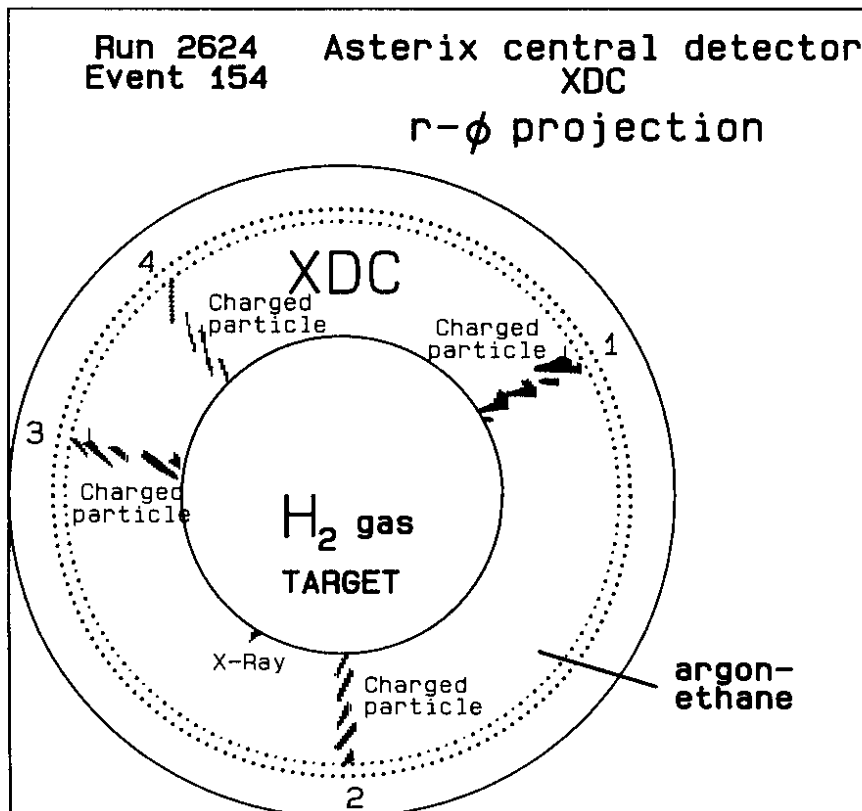 Run 2624
Event 154
Asterix central detector
XDC
r-ϕ projection
4
XDC
Charged
particle
Charged
particle
1
3
Charged
particle
H₂ gas
TARGET
X-Ray
Charged
particle
argon-
ethane
2